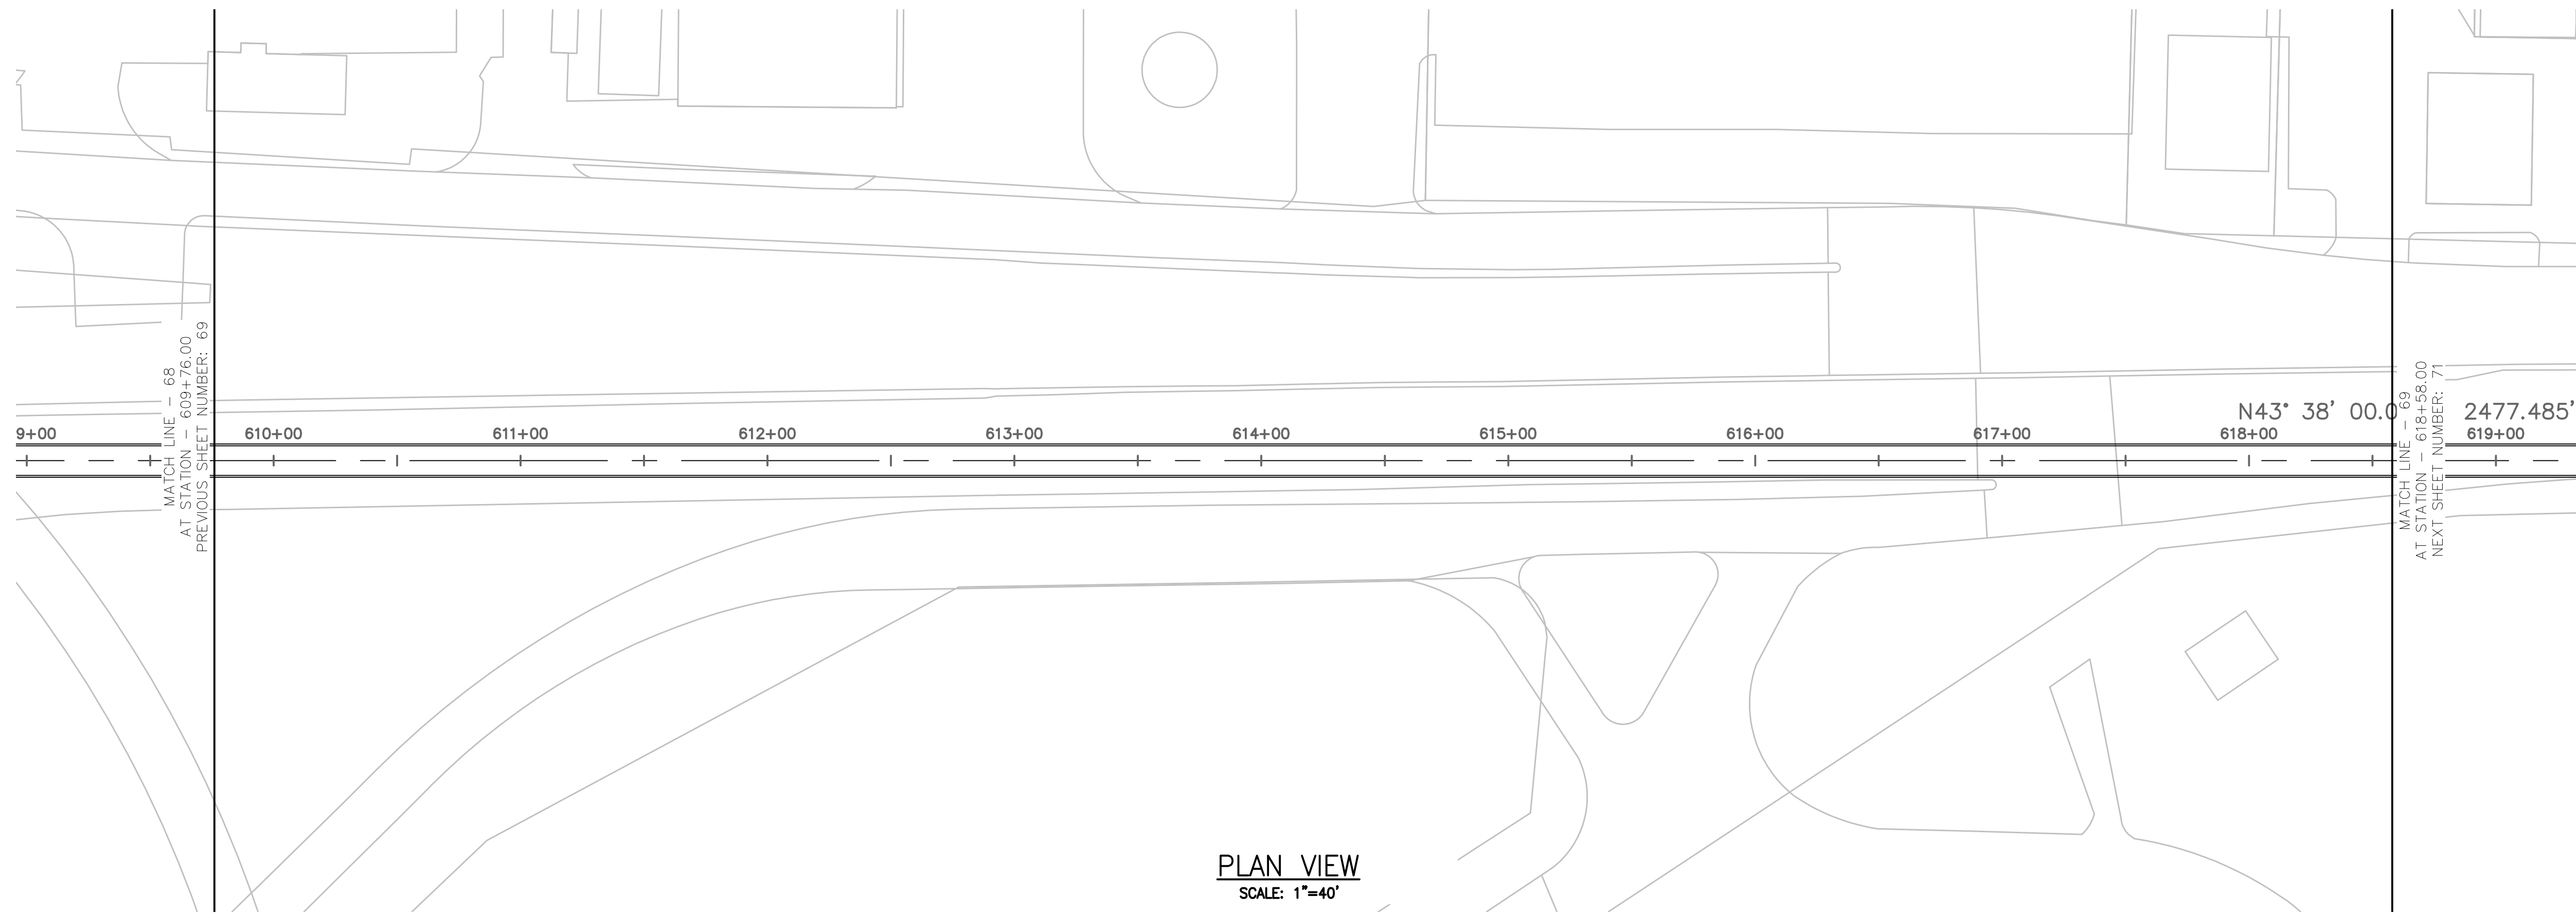 MATCH LINE - 68
AT STATION - 609+76.00
PREVIOUS SHEET NUMBER: 69
N43° 38' 00.0
2477.485'
9+00
610+00
611+00
612+00
613+00
614+00
615+00
616+00
617+00
618+00
619+00
MATCH LINE - 69
AT STATION - 618+58.00
NEXT SHEET NUMBER: 71
PLAN VIEW
SCALE: 1"=40'